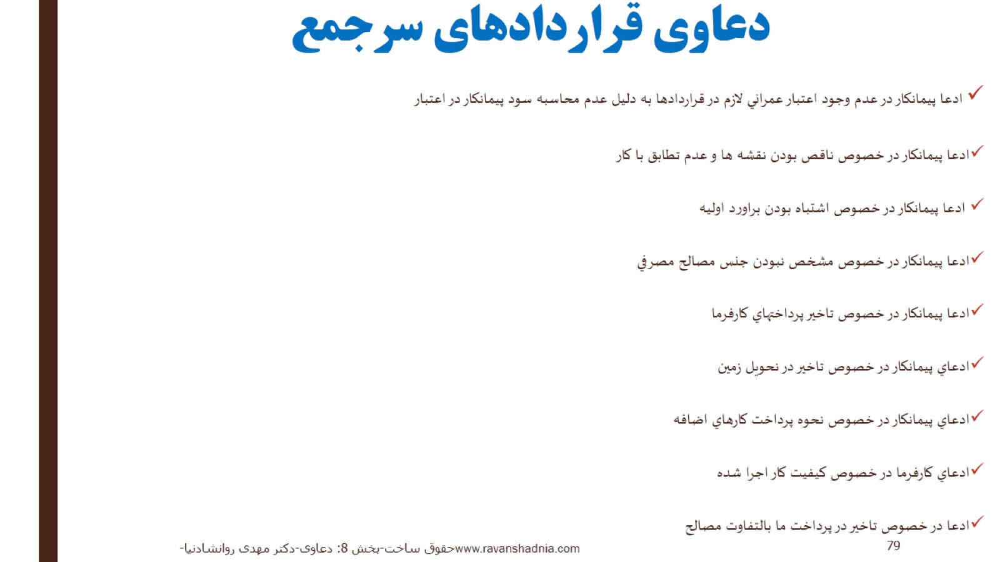 دعاوی قراردادهای سرجمع
✓ ادعا پيمانكار در عدم وجود اعتبار عمراني لازم در قراردادها به دليل عدم محاسبه سود پيمانكار در اعتبار
✓ادعا پيمانكار در خصوص ناقص بودن نقشه ها و عدم تطابق با كار
✓ ادعا پيمانكار در خصوص اشتباه بودن براورد اوليه
✓ادعا پيمانكار در خصوص مشخص نبودن جنس مصالح مصرفي
✓ادعا پيمانكار در خصوص تاخير پرداختهاي كارفرما
✓ادعاي پيمانكار در خصوص تاخير در نحويل زمين
✓ادعاي پيمانكار در خصوص نحوه پرداخت كارهاي اضافه
✓ادعاي كارفرما در خصوص كيفيت كار اجرا شده
✓ادعا در خصوص تاخير در پرداخت ما بالتفاوت مصالح
79
www.ravanshadnia.comحقوق ساخت-بخش 8: دعاوی-دکتر مهدی روانشادنیا-